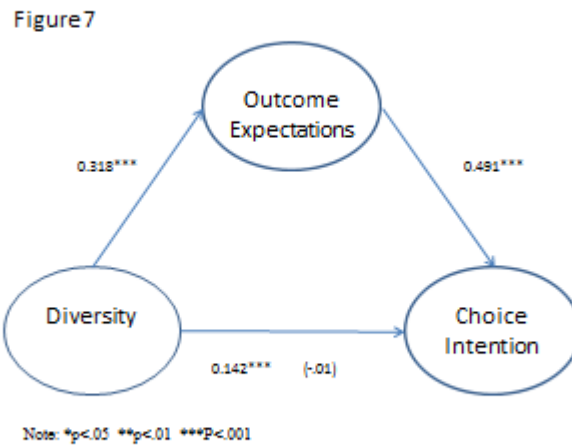 Figure7
Outcome
Expectations
0.318***
0.491***
Diversity
Choice
Intention
0.142*** (-.01)
Note: *p<.05 **p<.01 ***P<.001